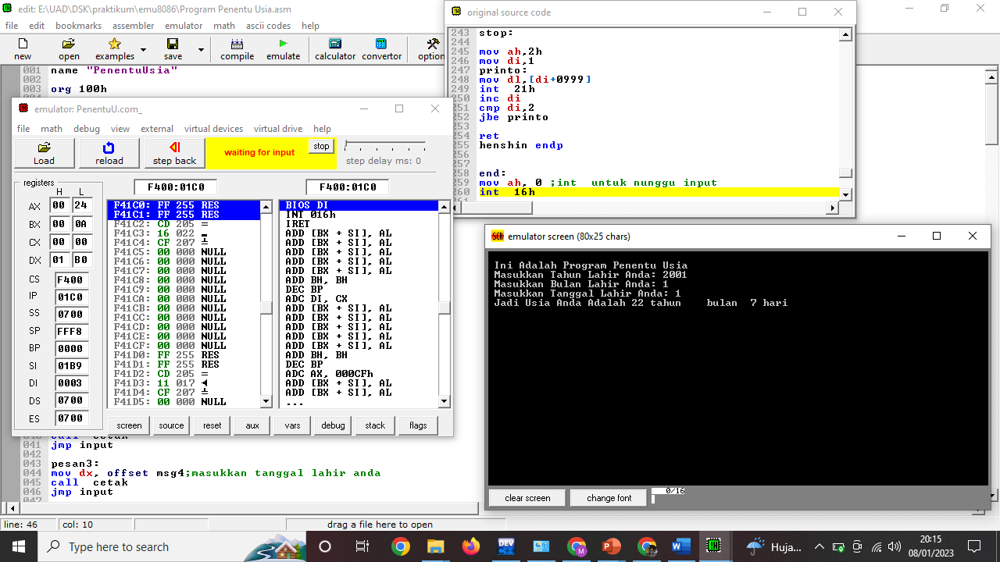 edit: E:\UAD\DSK\praktikum\emu8086\Program Penentu Usia.asm
file edit bookmarks assembler emulator math ascii codes help
new open examples save compile emulate calculator convertor option
001 name "PenentuUsia"
002
003 org 100h
original source code
243 stop:
244
245 mov ah,2h
246 mov di,1
247 printo:
248 mov dl,[di+0999]
249 int 21h
250 inc di
251 cmp di,2
252 jbe printo
253
254 ret
255 henshin endp
256
257
258 end:
259 mov ah, 0 ;int untuk nunggu input
260 int 16h
261
emulator: PenentuU.com_
file math debug view external virtual devices virtual drive help
Load reload step back waiting for input stop step delay ms: 0
registers F400:01C0 F400:01C0
H L
AX 00 24
BX 00 0A
CX 00 00
DX 01 B0
CS F400
IP 01C0
SS 0700
SP FFF8
BP 0000
SI 01B9
DI 0003
DS 0700
ES 0700
F41C0: FF 255 RES
F41C1: FF 255 RES
F41C2: CD 205 =
F41C3: 16 022
F41C4: CF 207
F41C5: 00 000 NULL
F41C6: 00 000 NULL
F41C7: 00 000 NULL
F41C8: 00 000 NULL
F41C9: 00 000 NULL
F41CA: 00 000 NULL
F41CB: 00 000 NULL
F41CC: 00 000 NULL
F41CD: 00 000 NULL
F41CE: 00 000 NULL
F41CF: 00 000 NULL
F41D0: FF 255 RES
F41D1: FF 255 RES
F41D2: CD 205 =
F41D3: 11 017 ◄
F41D4: CF 207
F41D5: 00 000 NULL
BIOS DI
INT 016h
IRET
ADD [BX + SI], AL
ADD [BX + SI], AL
ADD [BX + SI], AL
ADD [BX + SI], AL
ADD [BX + SI], AL
ADD BH, BH
DEC BP
ADC DI, CX
ADD [BX + SI], AL
ADD [BX + SI], AL
ADD [BX + SI], AL
ADD [BX + SI], AL
ADD [BX + SI], AL
ADD BH, BH
DEC BP
ADC AX, 000CFh
ADD [BX + SI], AL
ADD [BX + SI], AL
...
screen source reset aux vars debug stack flags
emulator screen (80x25 chars)
Ini Adalah Program Penentu Usia
Masukkan Tahun Lahir Anda: 2001
Masukkan Bulan Lahir Anda: 1
Masukkan Tanggal Lahir Anda: 1
Jadi Usia Anda Adalah 22 tahun bulan 7 hari
clear screen change font 0/16
040 call cetak
041 jmp input
042
043 pesan3:
044 mov dx, offset msg4;masukkan tanggal lahir anda
045 call cetak
046 jmp input
047
line: 46 col: 10 drag a file here to open
Type here to search
DEV
Huja...
20:15
08/01/2023